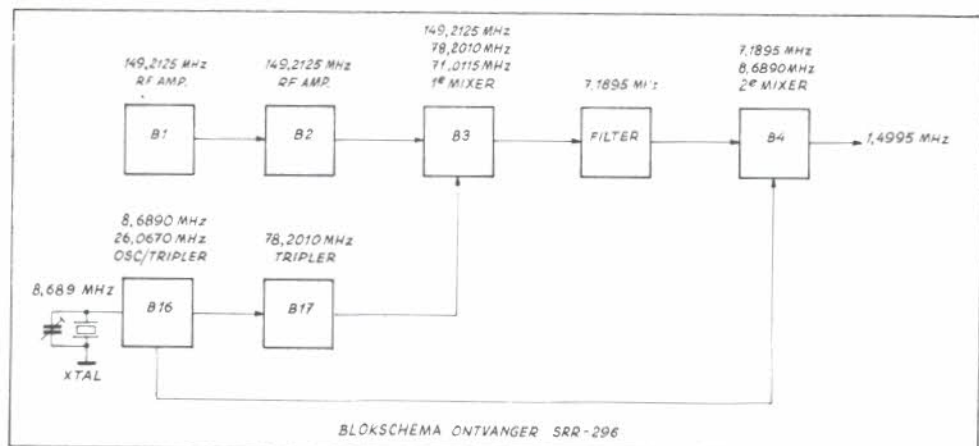 149,2125 MHz
RF AMP.
149,2125 MHz
RF AMP.
149,2125 MHz
78,2010 MHz
71,0115 MHz
1e MIXER
7,1895 MHz
7,1895 MHz
8,6890 MHz
2e MIXER
B1
B2
B3
FILTER
B4
1,4995 MHz
8,6890 MHz
26,0670 MHz
OSC/TRIPLER
78,2010 MHz
TRIPLER
8,689 MHz
B16
B17
XTAL
BLOKSCHEMA ONTVANGER SRR-296